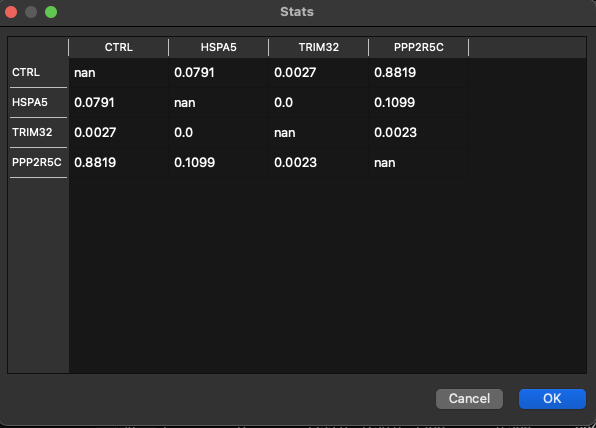 Stats
CTRL HSPA5 TRIM32 PPP2R5C
CTRL nan 0.0791 0.0027 0.8819
HSPA5 0.0791 nan 0.0 0.1099
TRIM32 0.0027 0.0 nan 0.0023
PPP2R5C 0.8819 0.1099 0.0023 nan
Cancel OK